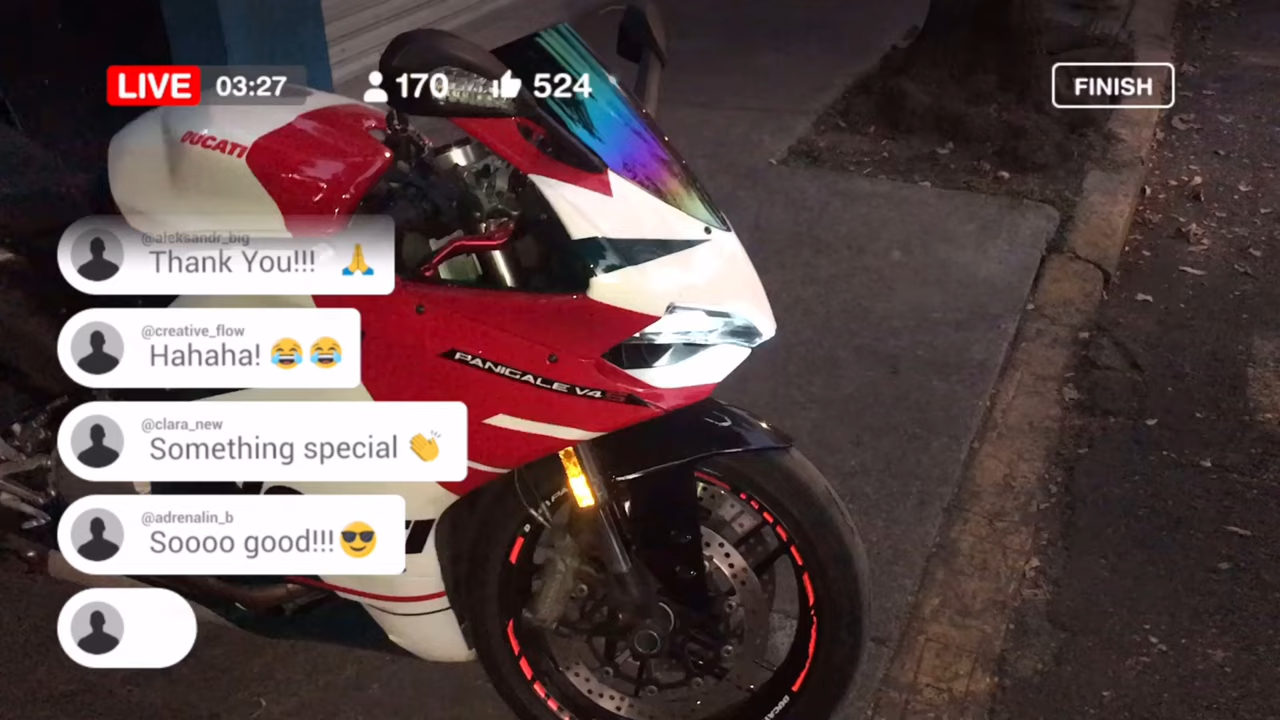 LIVE 03:27 170 524 FINISH
DUCATI
@aleksandr_big
Thank You!!! 🙏
@creative_flow
Hahaha! 😂😂
PANIGALE V4S
@clara_new
Something special 👏
@adrenalin_b
Soooo good!!!😎
DUCATI